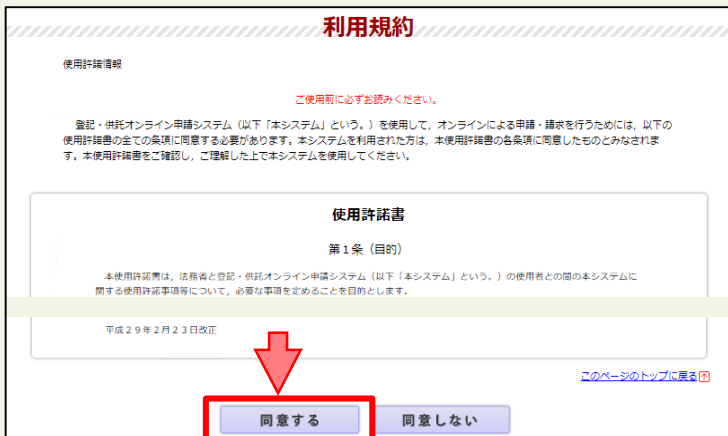 利用規約
使用許諾情報
ご使用前に必ずお読みください。
登記・供託オンライン申請システム（以下「本システム」という。）を使用して，オンラインによる申請・請求を行うためには，以下の
使用許諾書の全ての条項に同意する必要があります。本システムを利用された方は，本使用許諾書の各条項に同意したものとみなされま
す。本使用許諾書をご確認し，ご理解した上で本システムを使用してください。
使用許諾書
第１条（目的）
本使用許諾書は，法務省と登記・供託オンライン申請システム（以下「本システム」という。）の使用者との間の本システムに
関する使用許諾事項等について，必要な事項を定めることを目的とします。
平成２９年２月２３日改正
このページのトップに戻る
同意する
同意しない